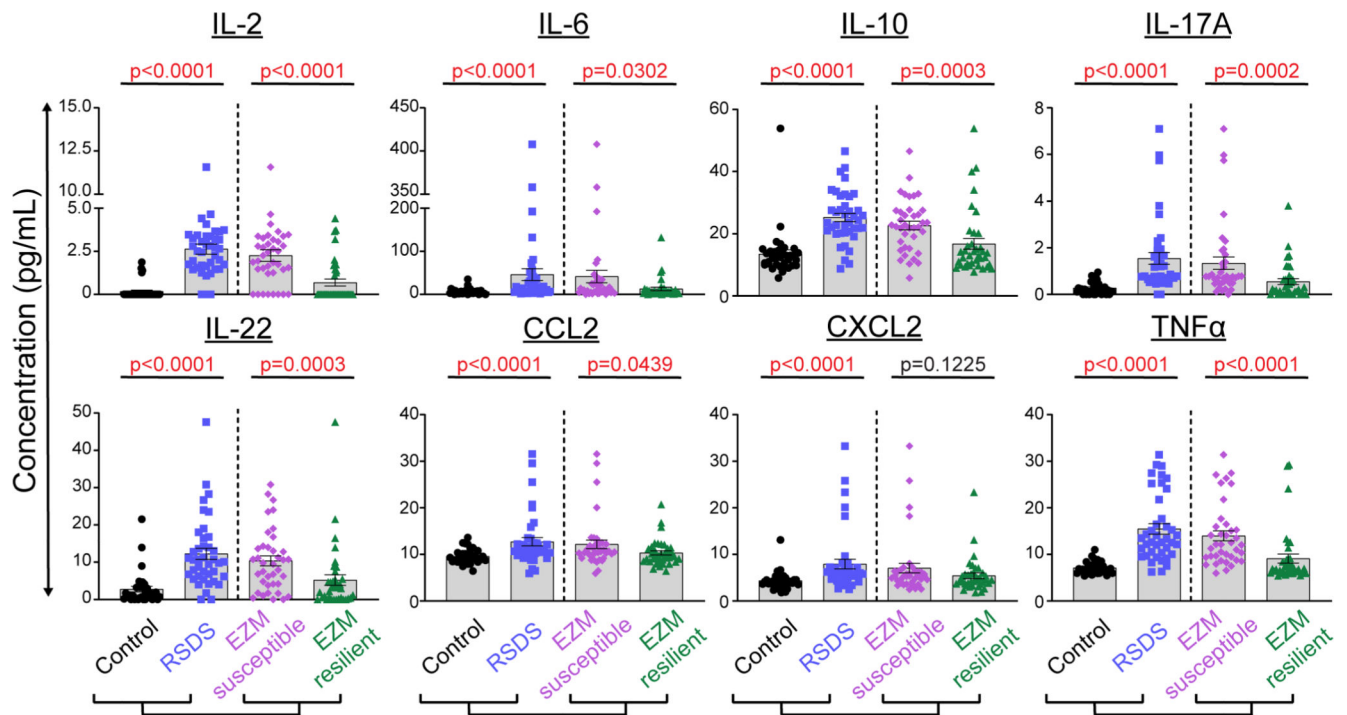 IL-2 IL-6 IL-10 IL-17A
p<0.0001 p<0.0001 p<0.0001 p=0.0302 p<0.0001 p=0.0003 p<0.0001 p=0.0002
Concentration (pg/mL)
15.0 450 60 8
12.5 400 6
10.0 350 40
5.0 200 4
2.5 100 20 2
0 0 0 0
IL-22 CCL2 CXCL2 TNFα
p<0.0001 p=0.0003 p<0.0001 p=0.0439 p<0.0001 p=0.1225 p<0.0001 p<0.0001
50 40 40 40
40 30 30 30
30 20 20 20
20 10 10 10
10
0 0 0 0
Control RSDS EZM susceptible EZM resilient Control RSDS EZM susceptible EZM resilient Control RSDS EZM susceptible EZM resilient Control RSDS EZM susceptible EZM resilient